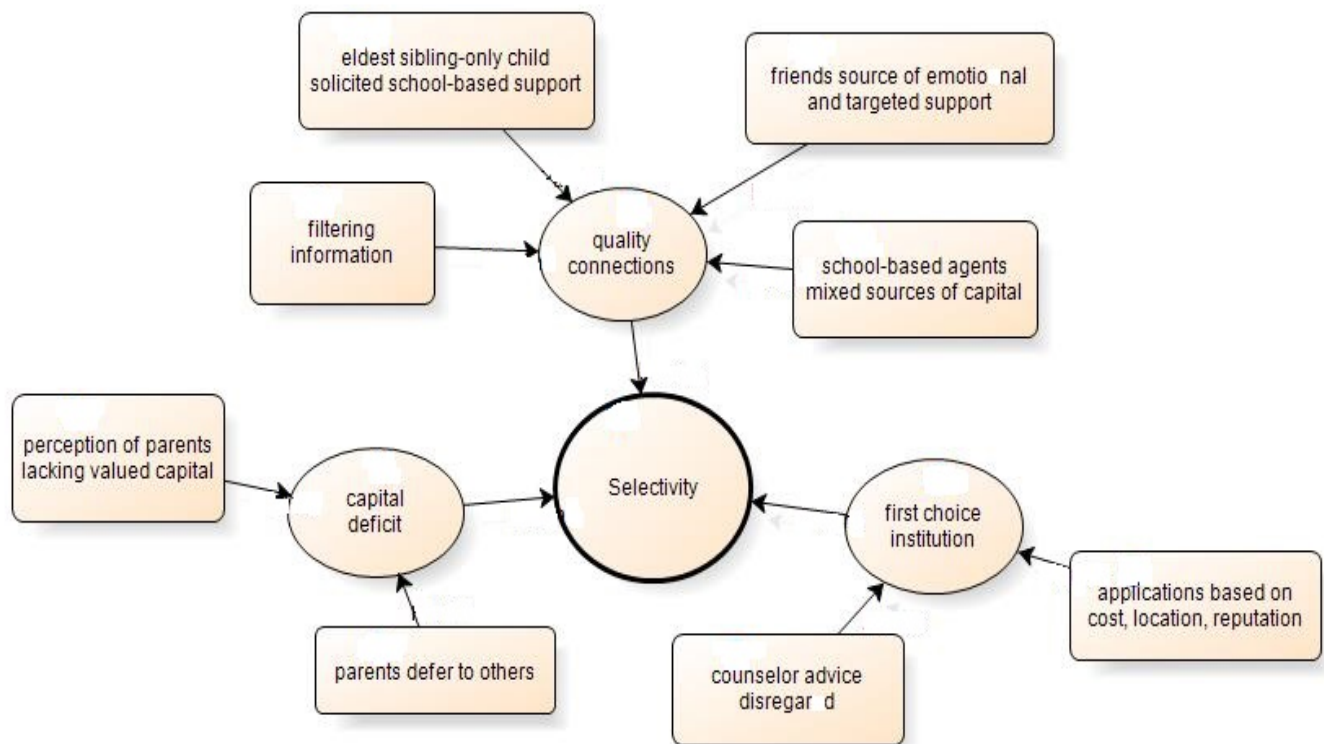 eldest sibling-only child
solicited school-based support
friends source of emotional
and targeted support
filtering
information
quality
connections
school-based agents
mixed sources of capital
perception of parents
lacking valued capital
capital
deficit
Selectivity
first choice
institution
applications based on
cost, location, reputation
parents defer to others
counselor advice
disregard